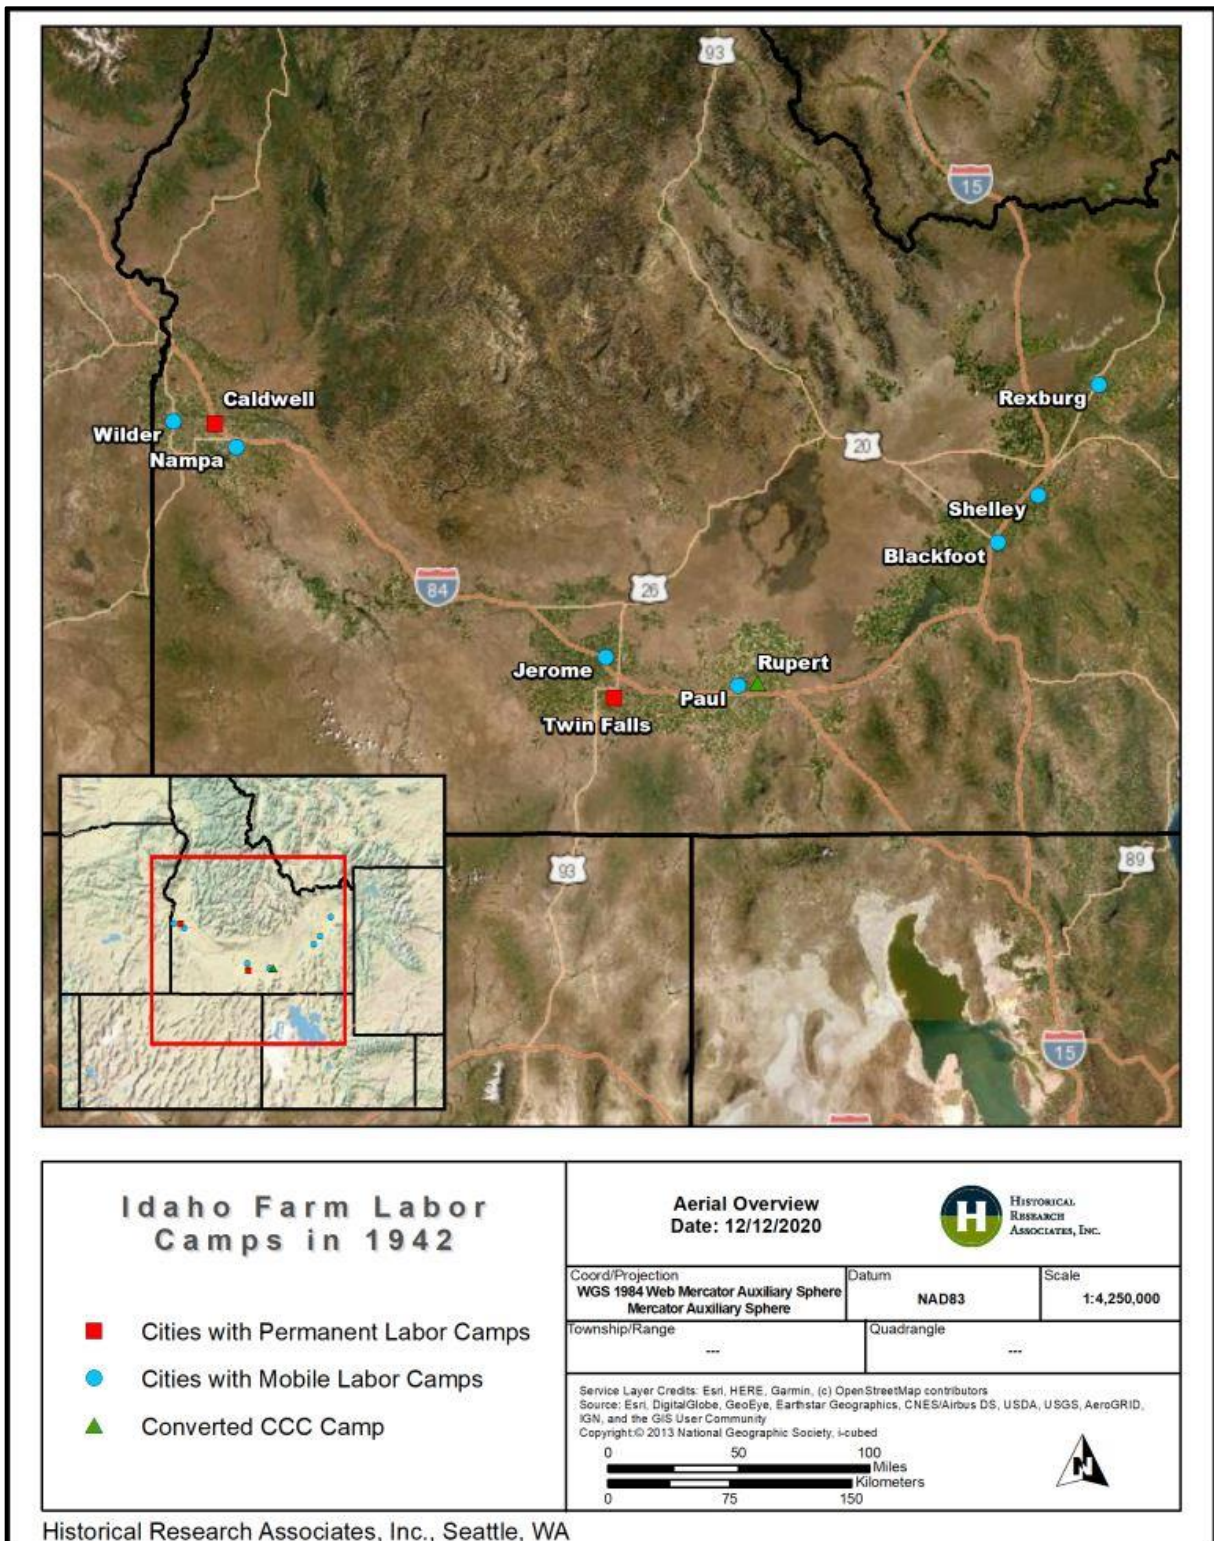 93
15
Caldwell
Rexburg
Wilder
Nampa
20
Shelley
Blackfoot
84
26
Jerome
Rupert
Paul
Twin Falls
93
89
15
Idaho Farm Labor
Camps in 1942
Cities with Permanent Labor Camps
Cities with Mobile Labor Camps
Converted CCC Camp
Aerial Overview
Date: 12/12/2020
H
HISTORICAL
RESEARCH
ASSOCIATES, INC.
Coord/Projection
WGS 1984 Web Mercator Auxiliary Sphere
Mercator Auxiliary Sphere
Datum
NAD83
Scale
1:4,250,000
Township/Range
---
Quadrangle
---
Service Layer Credits: Esri, HERE, Garmin, (c) OpenStreetMap contributors
Source: Esri, DigitalGlobe, GeoEye, Earthstar Geographics, CNES/Airbus DS, USDA, USGS, AeroGRID,
IGN, and the GIS User Community
Copyright:© 2013 National Geographic Society, i-cubed
0 50 100
Miles
Kilometers
0 75 150
N
Historical Research Associates, Inc., Seattle, WA